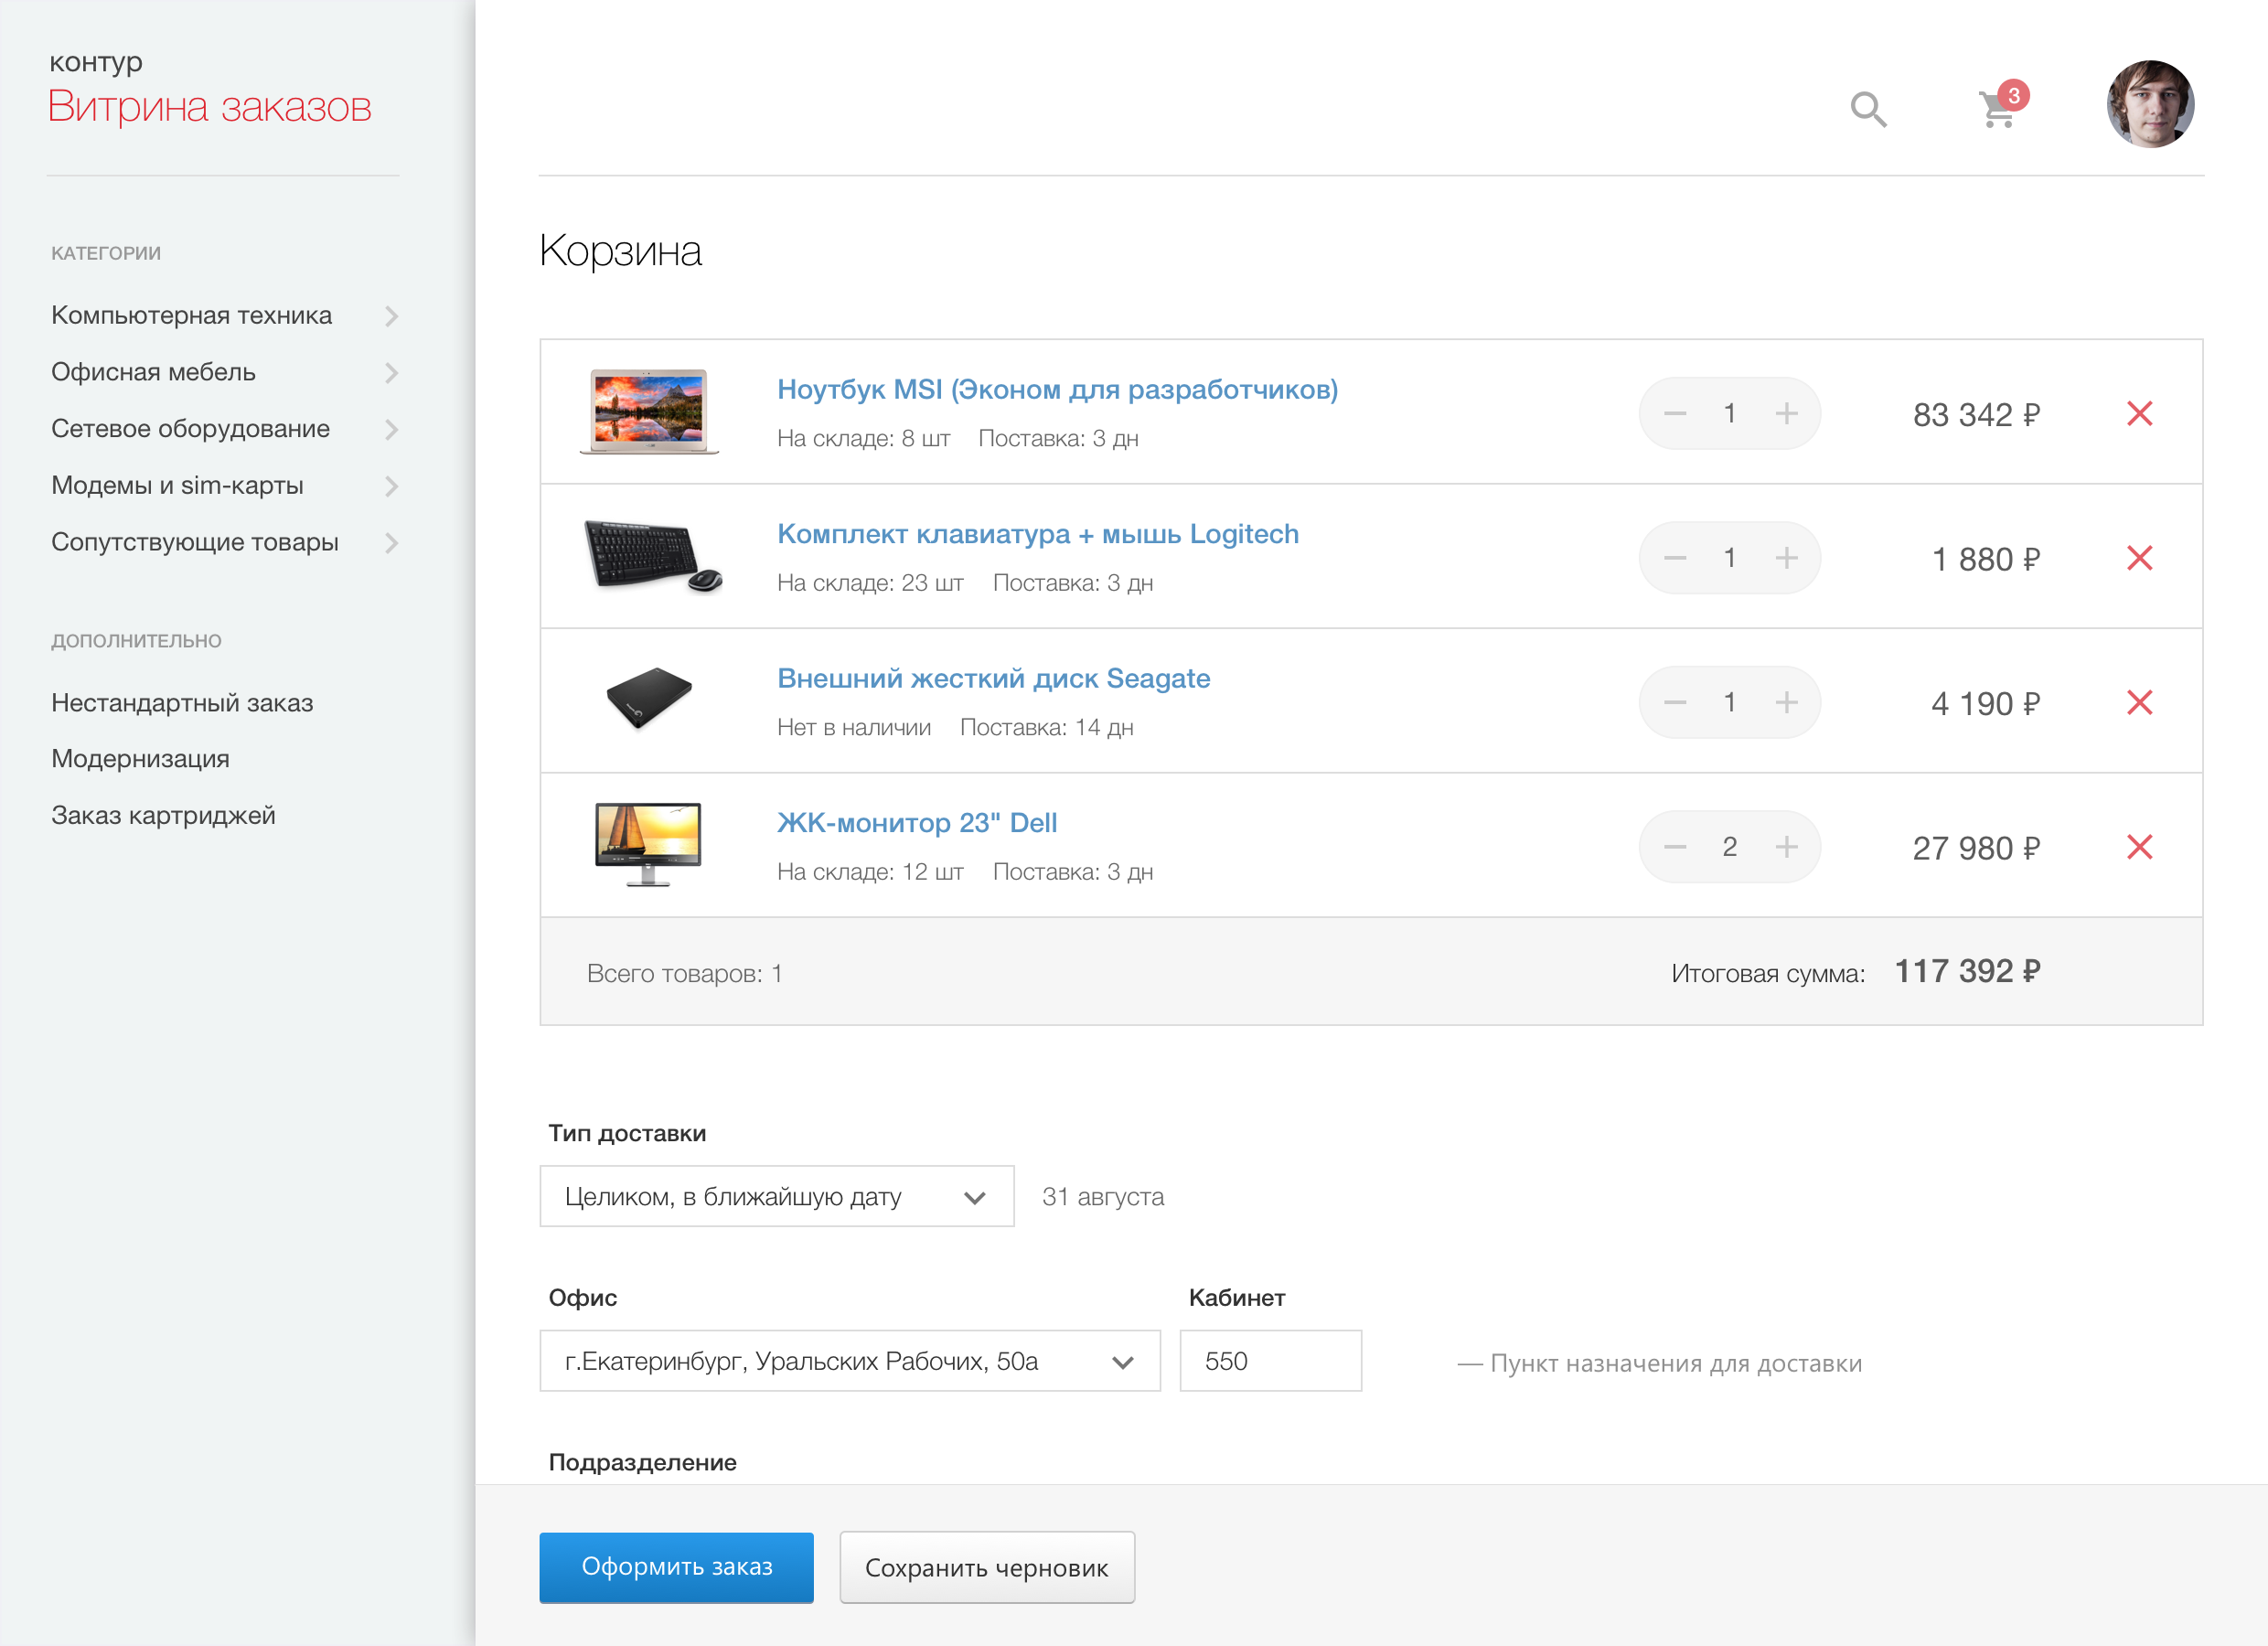 контур
Витрина заказов
3
КАТЕГОРИИ
Компьютерная техника
Офисная мебель
Сетевое оборудование
Модемы и sim-карты
Сопутствующие товары
ДОПОЛНИТЕЛЬНО
Нестандартный заказ
Модернизация
Заказ картриджей
Корзина
Ноутбук MSI (Эконом для разработчиков)
На складе: 8 шт Поставка: 3 дн
1
83 342 ₽
Комплект клавиатура + мышь Logitech
На складе: 23 шт Поставка: 3 дн
1
1 880 ₽
Внешний жесткий диск Seagate
Нет в наличии Поставка: 14 дн
1
4 190 ₽
ЖК-монитор 23" Dell
На складе: 12 шт Поставка: 3 дн
2
27 980 ₽
Всего товаров: 1
Итоговая сумма: 117 392 ₽
Тип доставки
Целиком, в ближайшую дату
31 августа
Офис
Кабинет
г.Екатеринбург, Уральских Рабочих, 50а
550
— Пункт назначения для доставки
Подразделение
Оформить заказ
Сохранить черновик